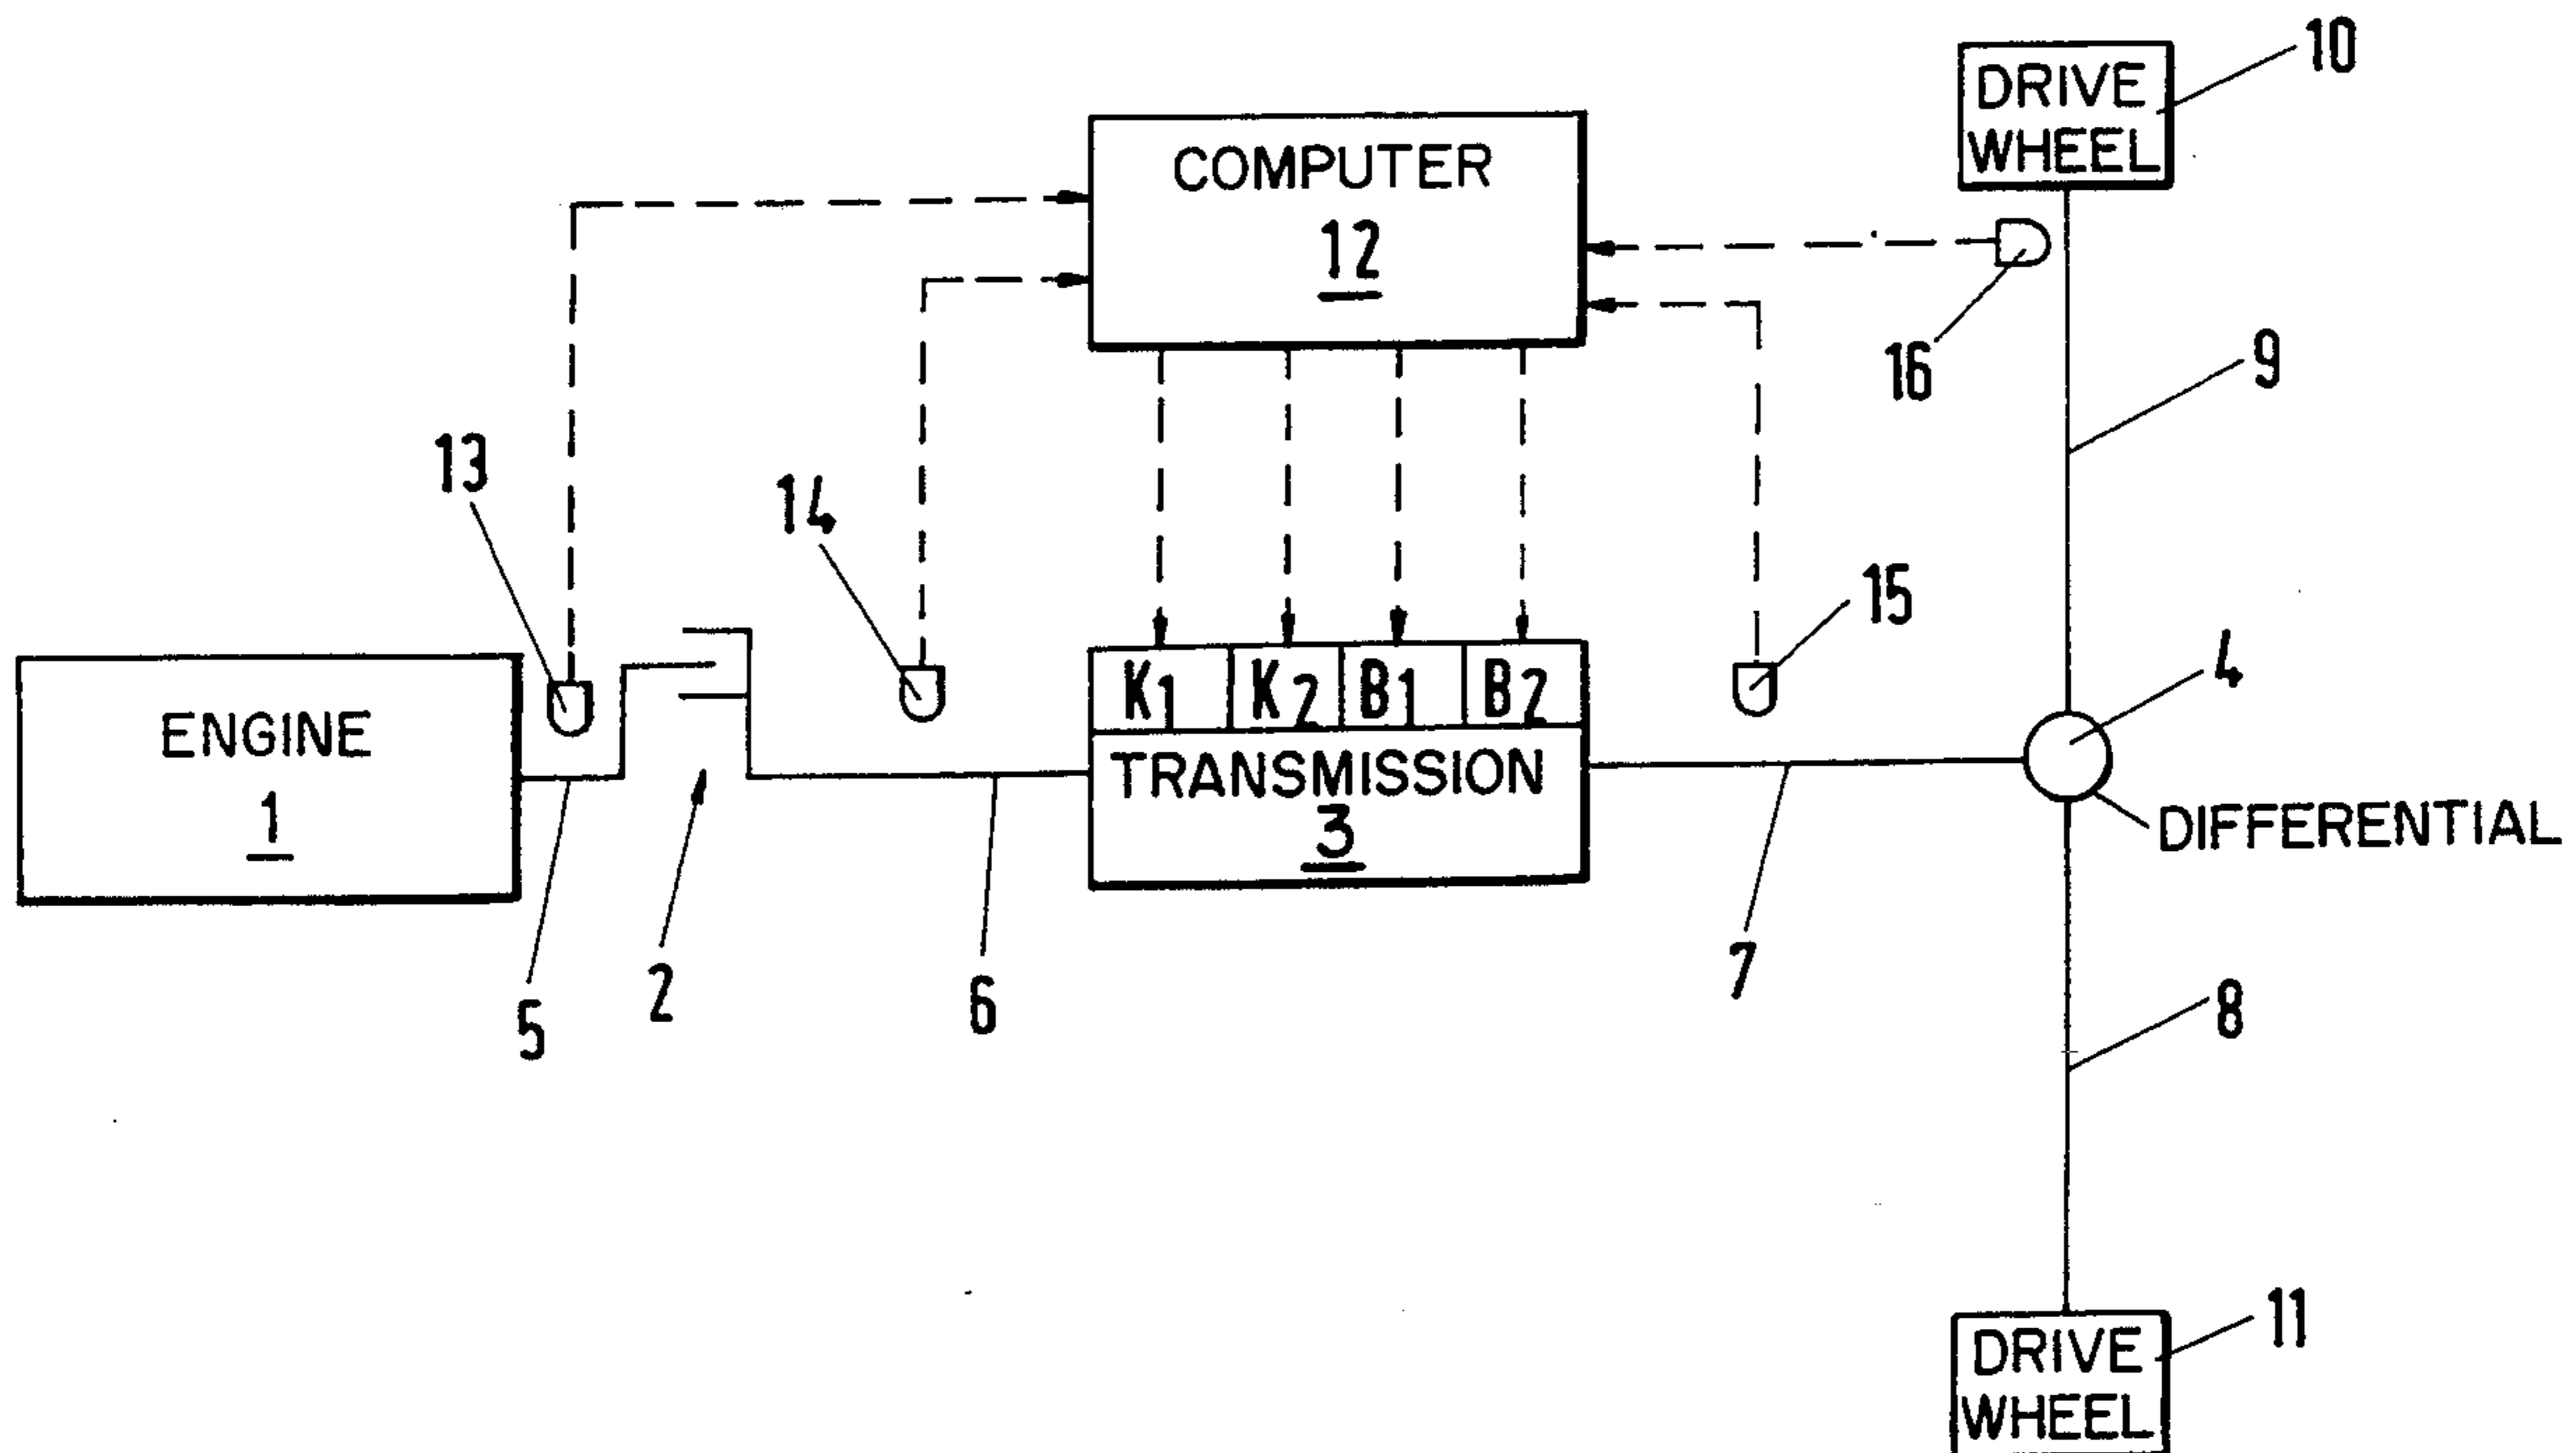 10
DRIVE
WHEEL
COMPUTER
12
16
9
13
14
15
4
K1 K2 B1 B2
ENGINE
1
TRANSMISSION
3
DIFFERENTIAL
5
2
6
7
8
11
DRIVE
WHEEL